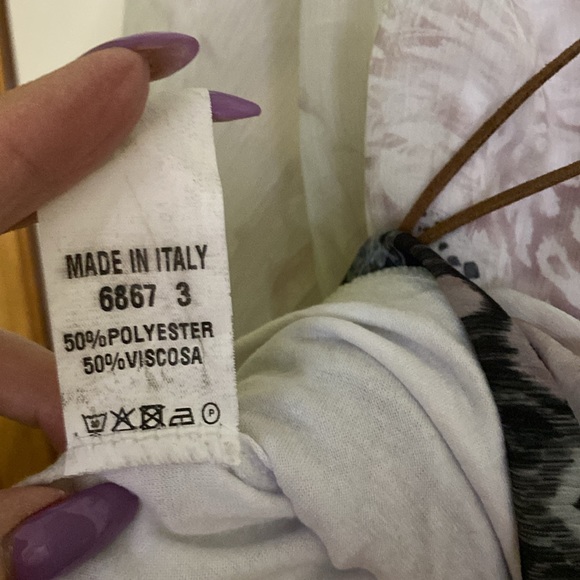 MADE IN ITALY
6867 3
50%POLYESTER
50%VISCOSA
P